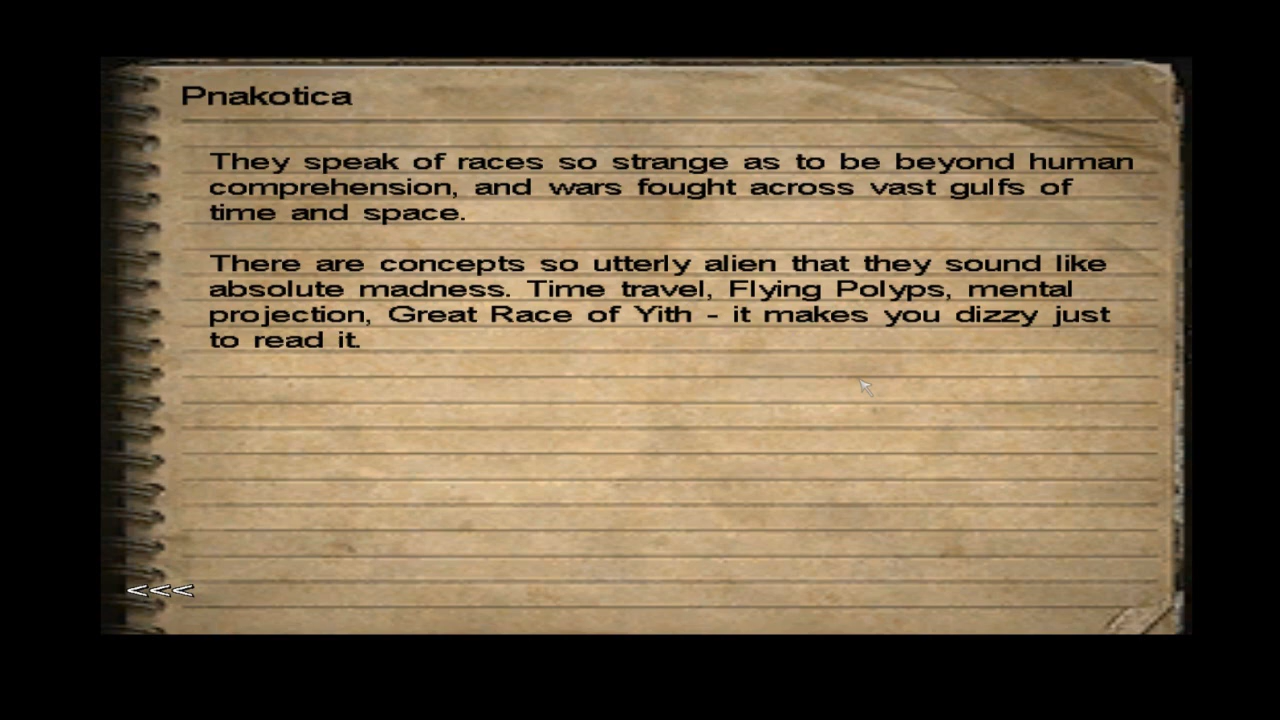 Pnakotica
They speak of races so strange as to be beyond human
comprehension, and wars fought across vast gulfs of
time and space.
There are concepts so utterly alien that they sound like
absolute madness. Time travel, Flying Polyps, mental
projection, Great Race of Yith - it makes you dizzy just
to read it.
<<<